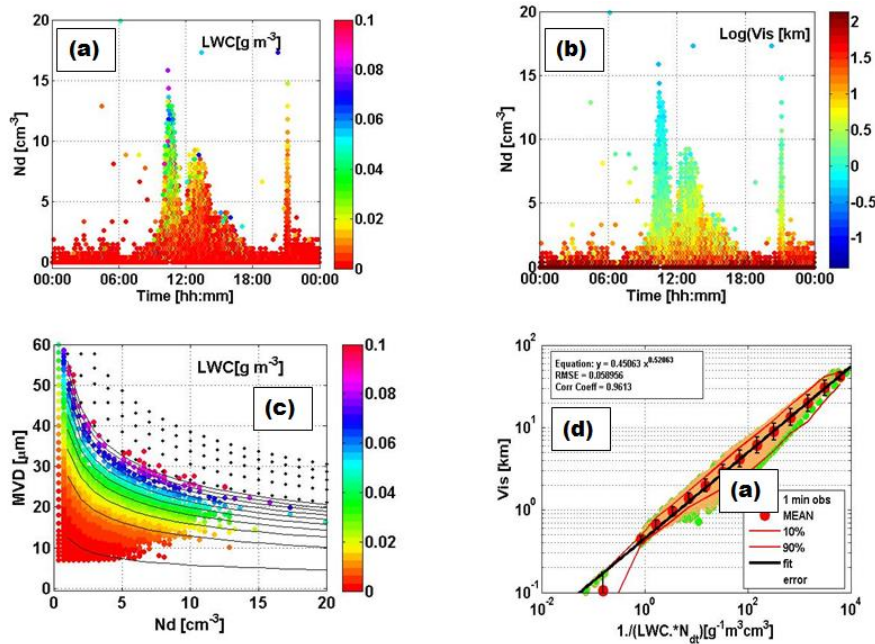 (a)
LWC[g m-3]
20
15
10
5
0
Nd [cm-3]
00:00 06:00 12:00 18:00 00:00
Time [hh:mm]
0.1
0.08
0.06
0.04
0.02
0
(b)
Log(Vis [km]
20
15
10
5
0
Nd [cm-3]
00:00 06:00 12:00 18:00 00:00
Time [hh:mm]
2
1.5
1
0.5
0
-0.5
-1
(c)
LWC[g m-3]
60
50
40
30
20
10
0
MVD [μm]
0 5 10 15 20
Nd [cm-3]
0.1
0.08
0.06
0.04
0.02
0
Equation: y = 0.45063 x0.52063
RMSE = 0.058956
Corr Coeff = 0.9613
(d)
(a)
10²
10¹
10⁰
10-1
Vis [km]
1 min obs
MEAN
10%
90%
fit
error
10-2 10⁰ 10² 10⁴
1./(LWC.*Ndt)[g-1m3cm3]